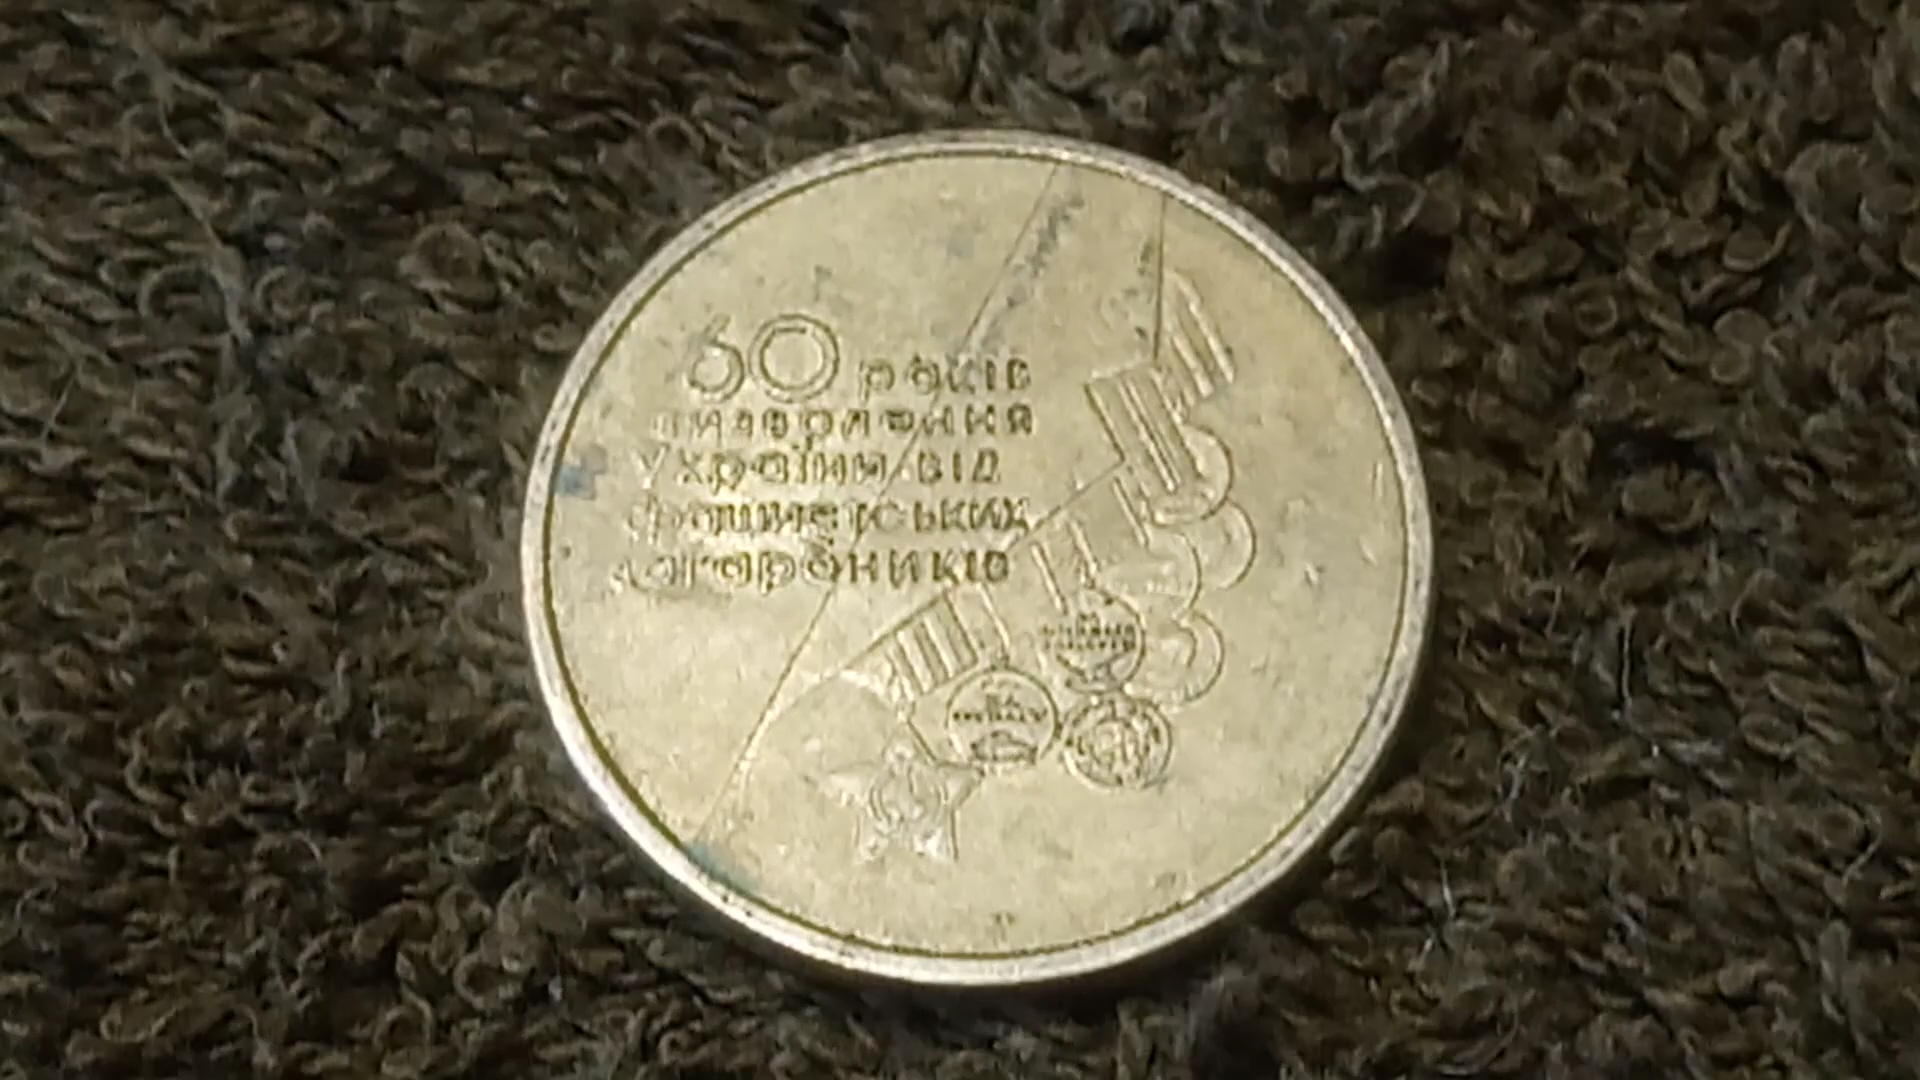 60 років
визволення
України від
фашистських
загарбників